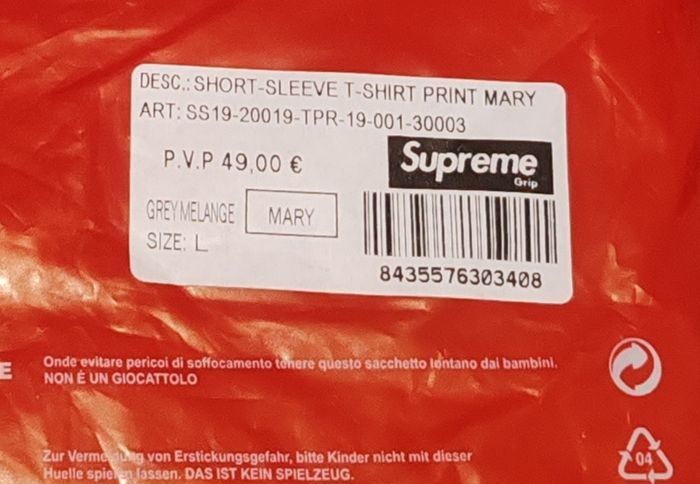 DESC.: SHORT-SLEEVE T-SHIRT PRINT MARY
ART: SS19-20019-TPR-19-001-30003
P.V.P 49,00 €
Supreme
Grip
GREY MELANGE MARY
SIZE: L
8435576303408
E
Onde evitare pericoi di soffocamento tenere questo sacchetto lontano dai bambini.
NON È UN GIOCATTOLO
Zur Vermeidung von Erstickungsgefahr, bitte Kinder nicht mit dieser
Huelle spielen lassen. DAS IST KEIN SPIELZEUG.
04